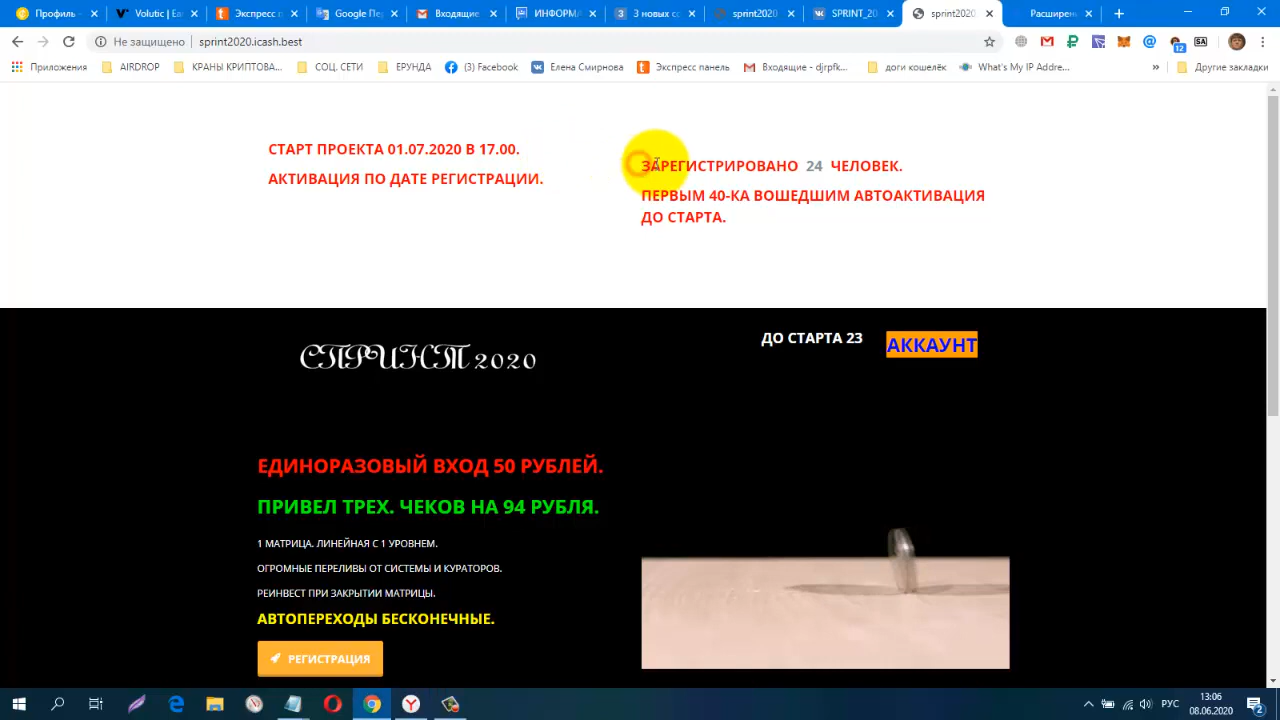 Профиль -
Volutic | Ев
Экспресс п
Google Пер
Входящие
ИНФОРМА
3 новых со
sprint2020
SPRINT_20
sprint2020
Расширен
Не защищено
sprint2020.icash.best
12
Приложения
AIRDROP
КРАНЫ КРИПТОВА...
СОЦ. СЕТИ
ЕРУНДА
(3) Facebook
Елена Смирнова
Экспресс панель
Входящие - djrpfk...
доги кошелёк
What's My IP Addre...
»
Другие закладки
СТАРТ ПРОЕКТА 01.07.2020 В 17.00.
АКТИВАЦИЯ ПО ДАТЕ РЕГИСТРАЦИИ.
ЗАРЕГИСТРИРОВАНО 24 ЧЕЛОВЕК.
ПЕРВЫМ 40-КА ВОШЕДШИМ АВТОАКТИВАЦИЯ
ДО СТАРТА.
СПРИНТ 2020
ДО СТАРТА 23
АККАУНТ
ЕДИНОРАЗОВЫЙ ВХОД 50 РУБЛЕЙ.
ПРИВЕЛ ТРЕХ. ЧЕКОВ НА 94 РУБЛЯ.
1 МАТРИЦА. ЛИНЕЙНАЯ С 1 УРОВНЕМ.
ОГРОМНЫЕ ПЕРЕЛИВЫ ОТ СИСТЕМЫ И КУРАТОРОВ.
РЕИНВЕСТ ПРИ ЗАКРЫТИИ МАТРИЦЫ.
АВТОПЕРЕХОДЫ БЕСКОНЕЧНЫЕ.
РЕГИСТРАЦИЯ
РУС
13:06
08.06.2020
2